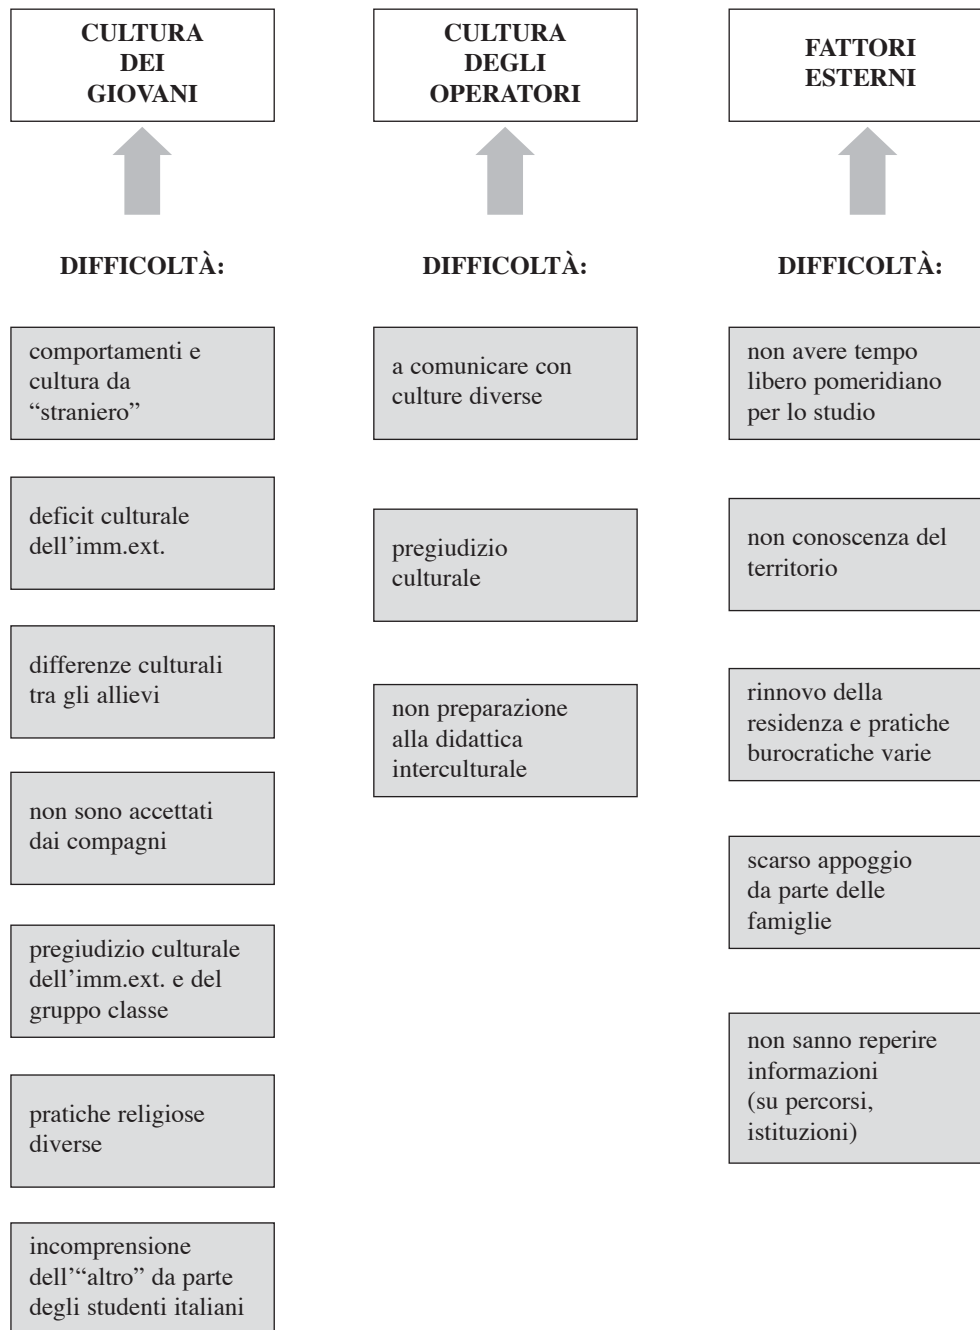 CULTURA
DEI
GIOVANI
DIFFICOLTÀ:
comportamenti e
cultura da
“straniero”
deficit culturale
dell’imm.ext.
differenze culturali
tra gli allievi
non sono accettati
dai compagni
pregiudizio culturale
dell’imm.ext. e del
gruppo classe
pratiche religiose
diverse
incomprensione
dell’“altro” da parte
degli studenti italiani
CULTURA
DEGLI
OPERATORI
DIFFICOLTÀ:
a comunicare con
culture diverse
pregiudizio
culturale
non preparazione
alla didattica
interculturale
FATTORI
ESTERNI
DIFFICOLTÀ:
non avere tempo
libero pomeridiano
per lo studio
non conoscenza del
territorio
rinnovo della
residenza e pratiche
burocratiche varie
scarso appoggio
da parte delle
famiglie
non sanno reperire
informazioni
(su percorsi,
istituzioni)